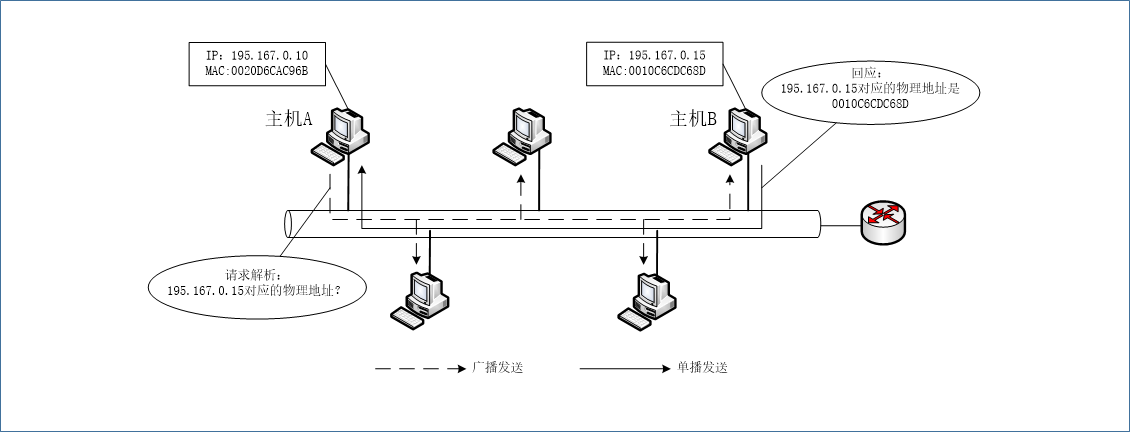 IP：195.167.0.10
MAC:0020D6CAC96B
IP：195.167.0.15
MAC:0010C6CDC68D
回应：
195.167.0.15对应的物理地址是
0010C6CDC68D
主机A
主机B
请求解析：
195.167.0.15对应的物理地址？
广播发送
单播发送